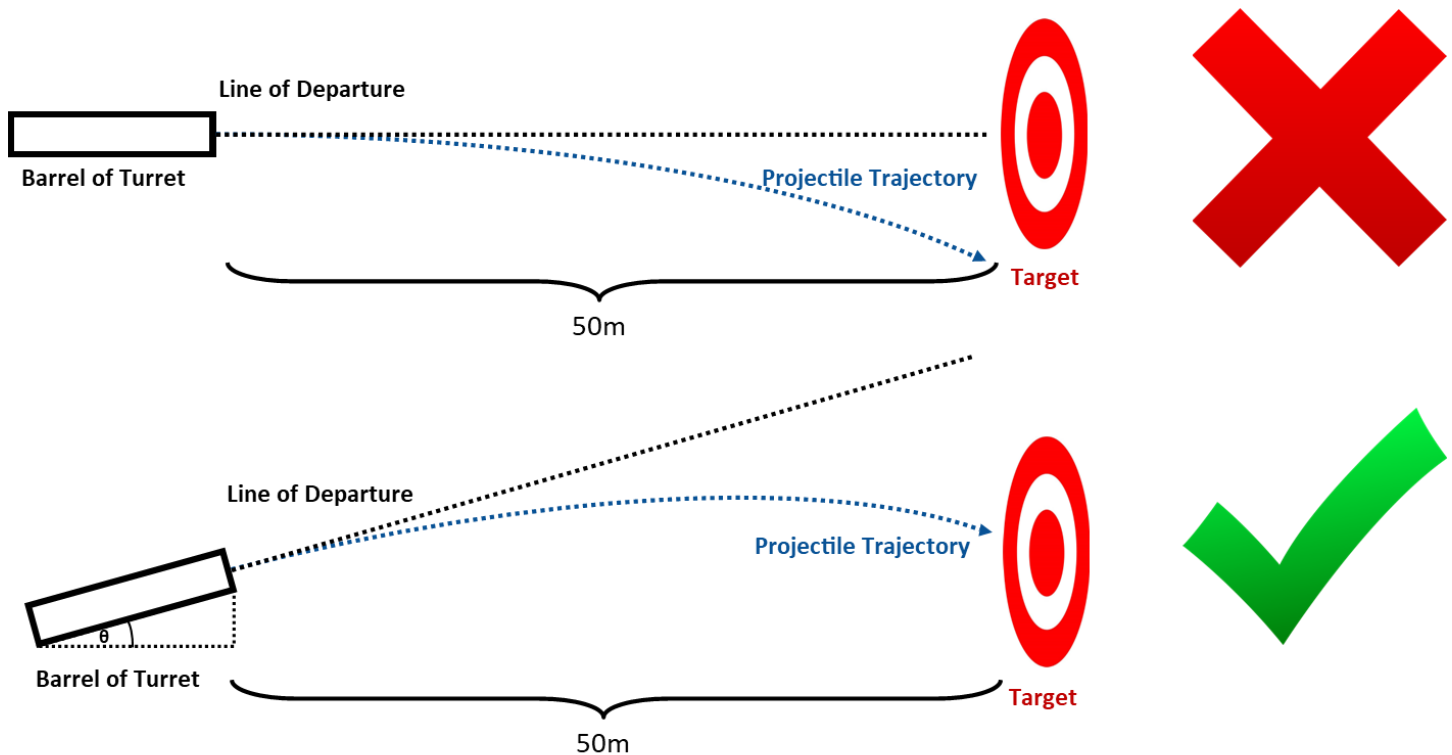 Line of Departure
Barrel of Turret
Projectile Trajectory
Target
50m
Line of Departure
Projectile Trajectory
θ
Barrel of Turret
Target
50m